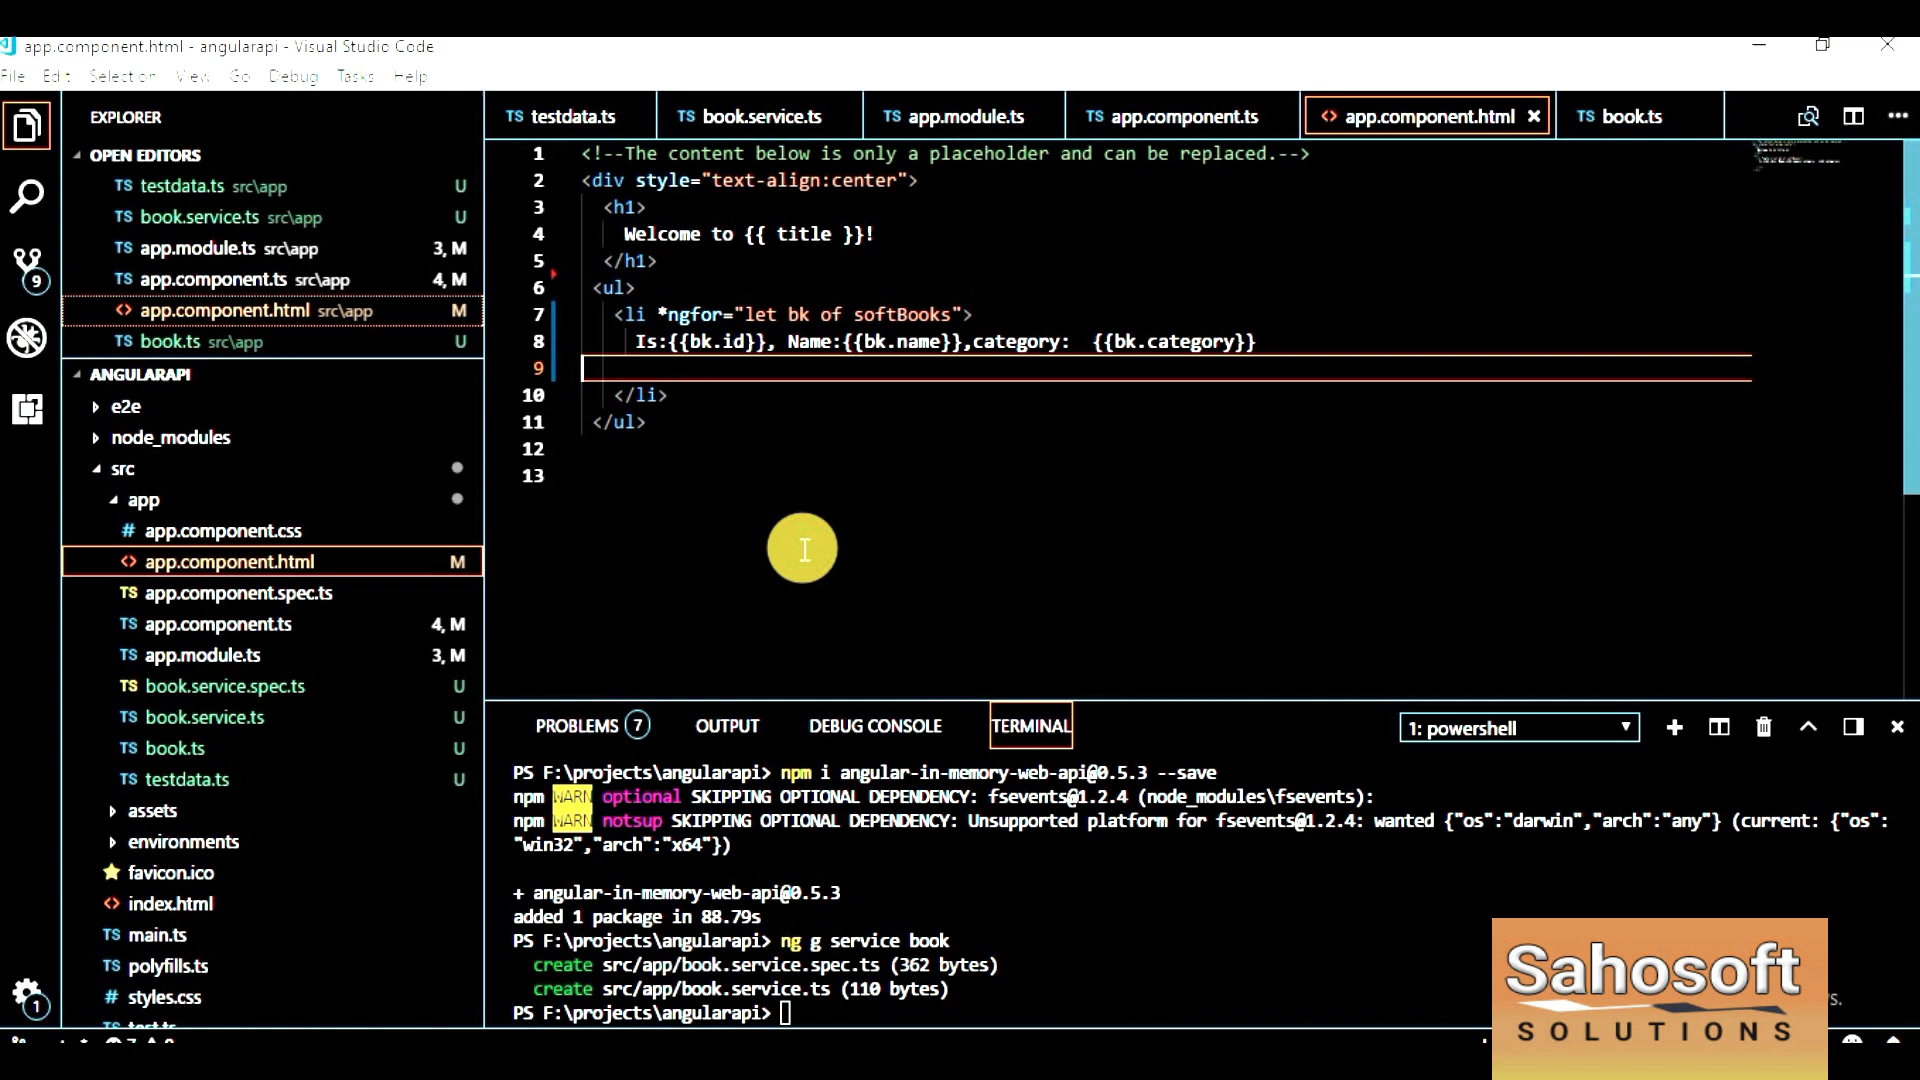 app.component.html - angularapi - Visual Studio Code
File Edit Selection View Go Debug Tasks Help
EXPLORER
OPEN EDITORS
TS testdata.ts src\app U
TS book.service.ts src\app U
TS app.module.ts src\app 3, M
TS app.component.ts src\app 4, M
<> app.component.html src\app M
TS book.ts src\app U
ANGULARAPI
e2e
node_modules
src
app
# app.component.css
<> app.component.html M
TS app.component.spec.ts
TS app.component.ts 4, M
TS app.module.ts 3, M
TS book.service.spec.ts U
TS book.service.ts U
TS book.ts U
TS testdata.ts U
assets
environments
favicon.ico
<> index.html
TS main.ts
TS polyfills.ts
# styles.css
9
1
TS testdata.ts TS book.service.ts TS app.module.ts TS app.component.ts <> app.component.html TS book.ts
1 <!--The content below is only a placeholder and can be replaced.-->
2 <div style="text-align:center">
3 <h1>
4 Welcome to {{ title }}!
5 </h1>
6 <ul>
7 <li *ngfor="let bk of softBooks">
8 Is:{{bk.id}}, Name:{{bk.name}},category:  {{bk.category}}
9
10 </li>
11 </ul>
12
13
PROBLEMS 7 OUTPUT DEBUG CONSOLE TERMINAL 1: powershell
PS F:\projects\angularapi> npm i angular-in-memory-web-api@0.5.3 --save
npm WARN optional SKIPPING OPTIONAL DEPENDENCY: fsevents@1.2.4 (node_modules\fsevents):
npm WARN notsup SKIPPING OPTIONAL DEPENDENCY: Unsupported platform for fsevents@1.2.4: wanted {"os":"darwin","arch":"any"} (current: {"os":
"win32","arch":"x64"})
+ angular-in-memory-web-api@0.5.3
added 1 package in 88.79s
PS F:\projects\angularapi> ng g service book
create src/app/book.service.spec.ts (362 bytes)
create src/app/book.service.ts (110 bytes)
PS F:\projects\angularapi>
Sahosoft
SOLUTIONS